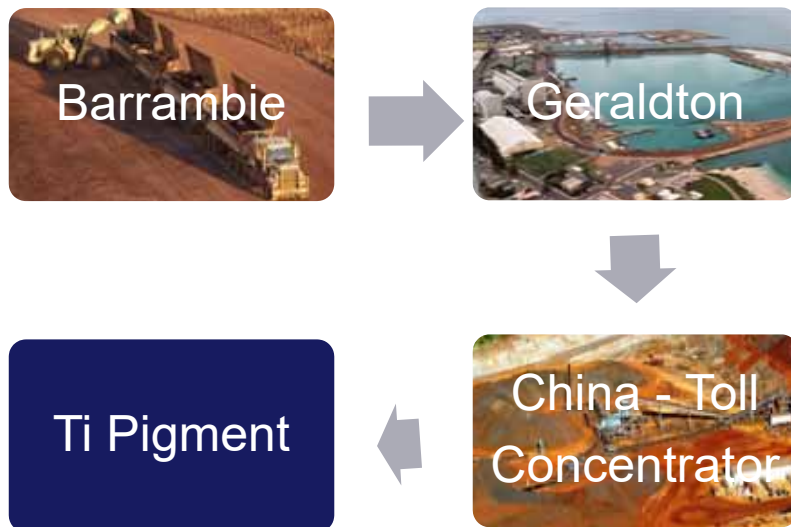 Barrambie
Geraldton
China - Toll
Concentrator
Ti Pigment